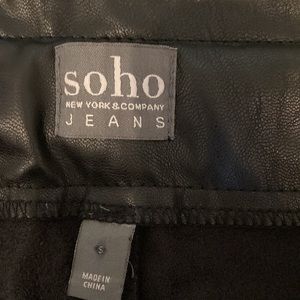 soho
NEW YORK & COMPANY
JEANS
S
MADE IN
CHINA